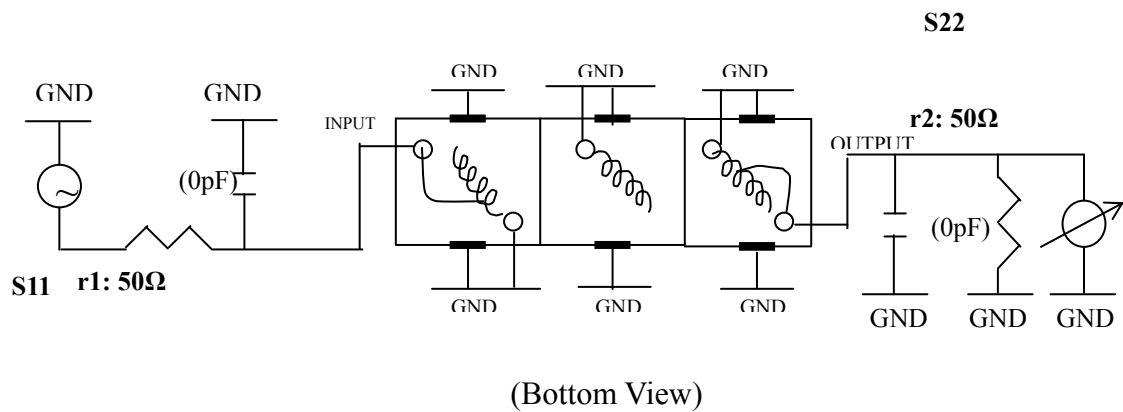 S22
GND
GND
GND
GND
GND
INPUT
r2: 50Ω
OUTPUT
(0pF)
(0pF)
S11
r1: 50Ω
GND
GND
GND
GND
GND
GND
(Bottom View)